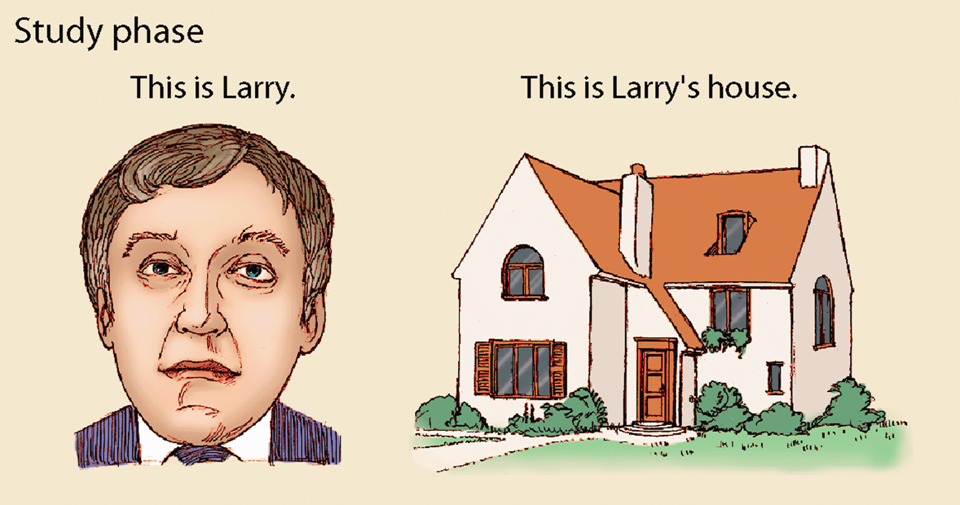 Study phase
This is Larry.
This is Larry's house.